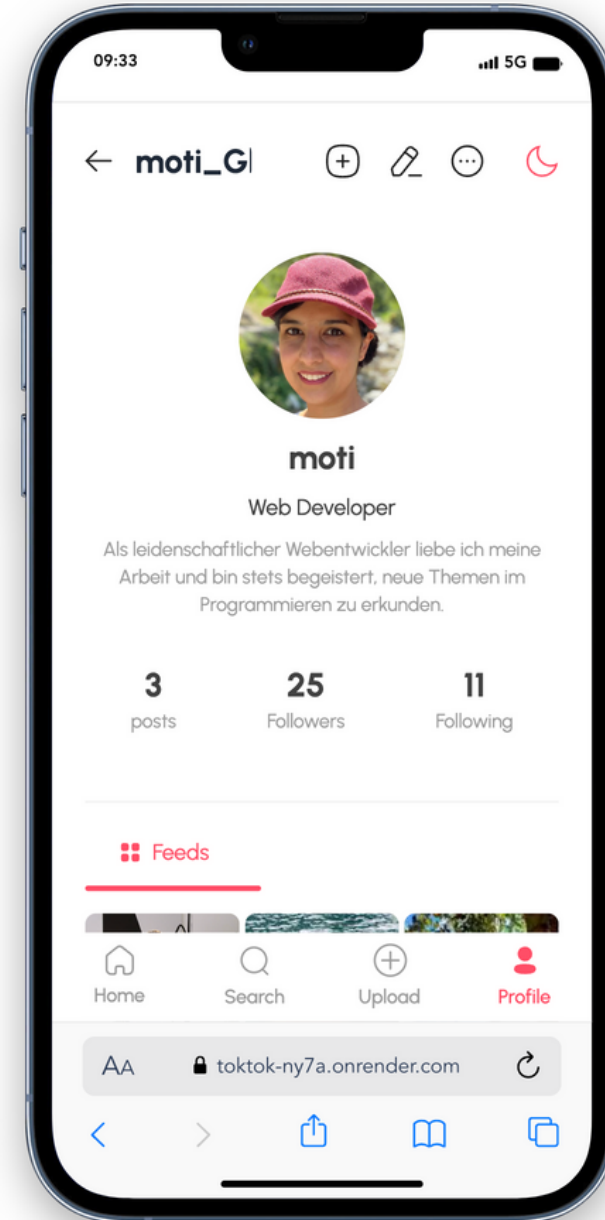 09:33
5G
moti_G
moti
Web Developer
Als leidenschaftlicher Webentwickler liebe ich meine
Arbeit und bin stets begeistert, neue Themen im
Programmieren zu erkunden.
3 25 11
posts Followers Following
Feeds
Home Search Upload Profile
AA toktok-ny7a.onrender.com